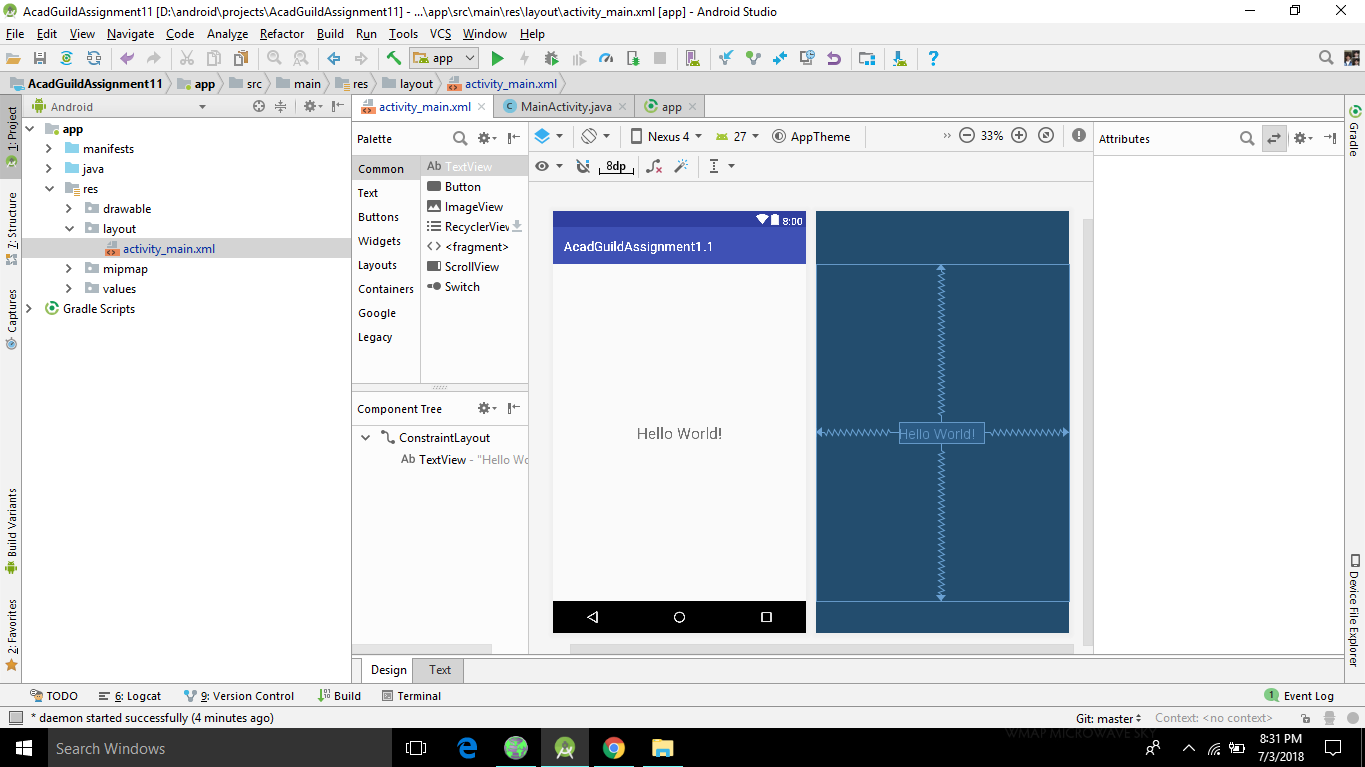 AcadGuildAssignment11 [D:\android\projects\AcadGuildAssignment11] - ...\app\src\main\res\layout\activity_main.xml [app] - Android Studio
File Edit View Navigate Code Analyze Refactor Build Run Tools VCS Window Help
app
AcadGuildAssignment11 app src main res layout activity_main.xml
Android
activity_main.xml MainActivity.java app
1: Project
7: Structure
Captures
Build Variants
2: Favorites
app
manifests
java
res
drawable
layout
activity_main.xml
mipmap
values
Gradle Scripts
Palette
Common
Text
Buttons
Widgets
Layouts
Containers
Google
Legacy
Ab TextView
Button
ImageView
RecyclerView
<fragment>
ScrollView
Switch
Component Tree
ConstraintLayout
Ab TextView - "Hello Wo
Nexus 4 27 AppTheme
33%
8dp
8:00
AcadGuildAssignment1.1
Hello World!
Hello World!
Attributes
Gradle
Device File Explorer
Design Text
TODO 6: Logcat 9: Version Control Build Terminal
1 Event Log
* daemon started successfully (4 minutes ago)
Git: master Context: <no context>
Search Windows
WMAP MICROWAVE SKY
8:31 PM
7/3/2018